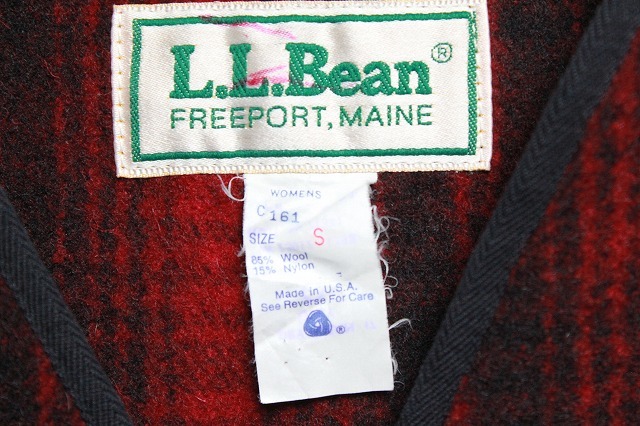 L.L.Bean®
FREEPORT, MAINE
WOMENS
C 161
SIZE S
85% Wool
15% Nylon
Made in U.S.A.
See Reverse For Care
®